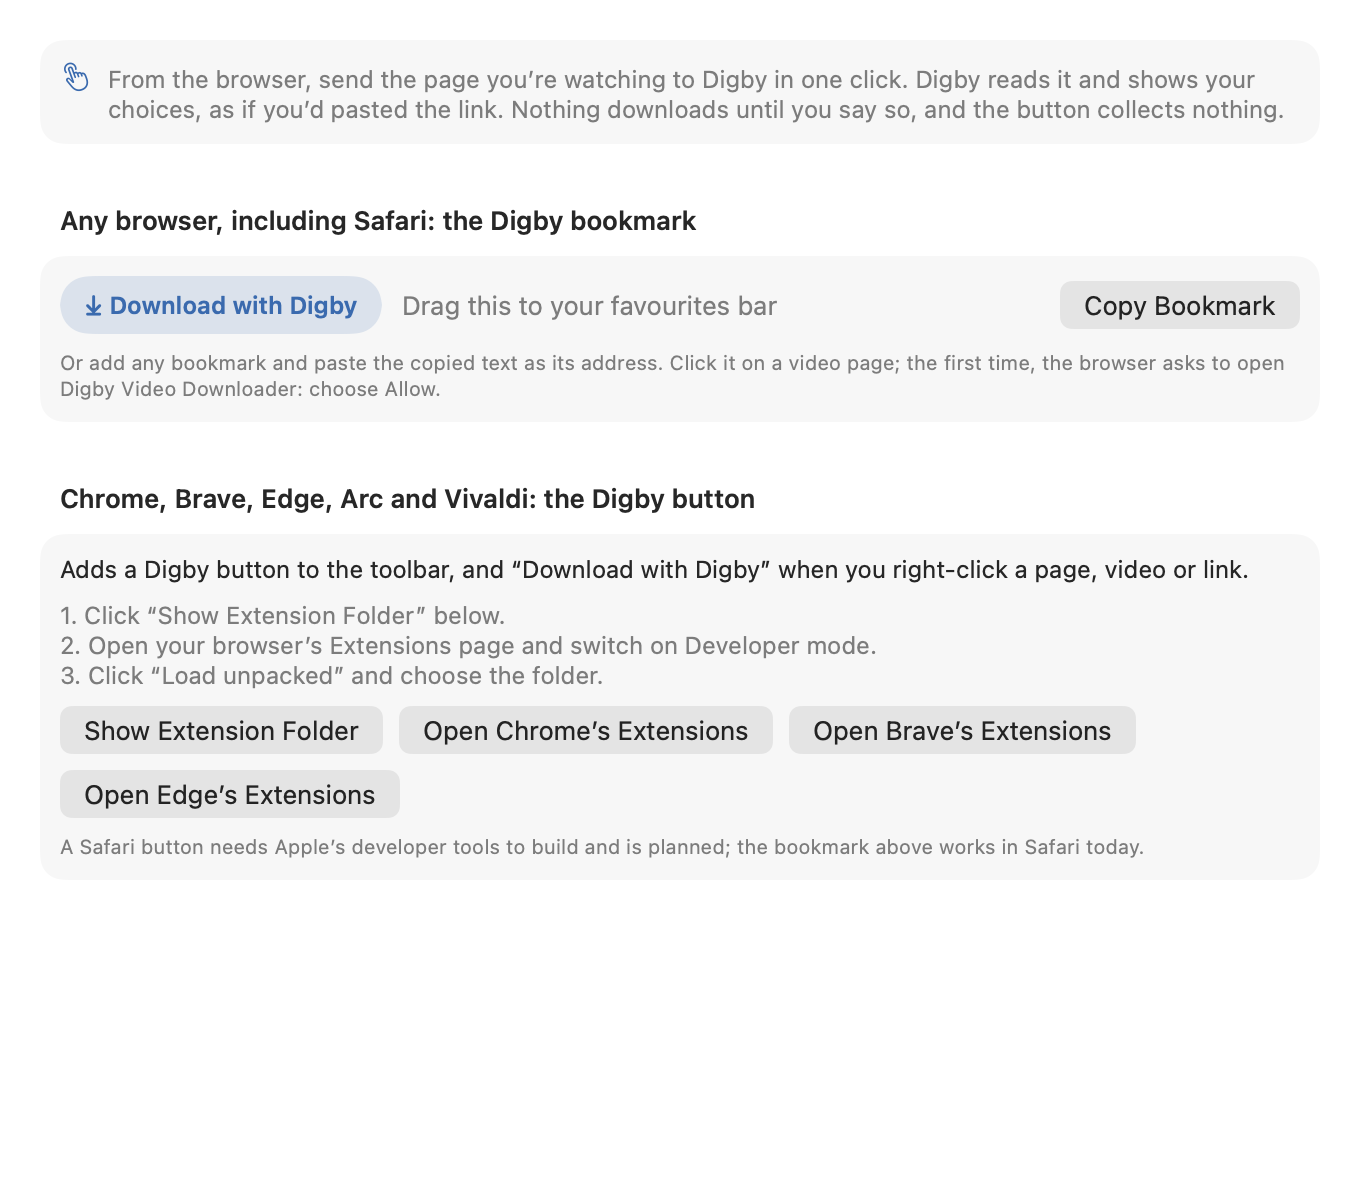 From the browser, send the page you’re watching to Digby in one click. Digby reads it and shows your
choices, as if you’d pasted the link. Nothing downloads until you say so, and the button collects nothing.
Any browser, including Safari: the Digby bookmark
Download with Digby
Drag this to your favourites bar
Copy Bookmark
Or add any bookmark and paste the copied text as its address. Click it on a video page; the first time, the browser asks to open
Digby Video Downloader: choose Allow.
Chrome, Brave, Edge, Arc and Vivaldi: the Digby button
Adds a Digby button to the toolbar, and “Download with Digby” when you right-click a page, video or link.
1. Click “Show Extension Folder” below.
2. Open your browser’s Extensions page and switch on Developer mode.
3. Click “Load unpacked” and choose the folder.
Show Extension Folder
Open Chrome’s Extensions
Open Brave’s Extensions
Open Edge’s Extensions
A Safari button needs Apple’s developer tools to build and is planned; the bookmark above works in Safari today.